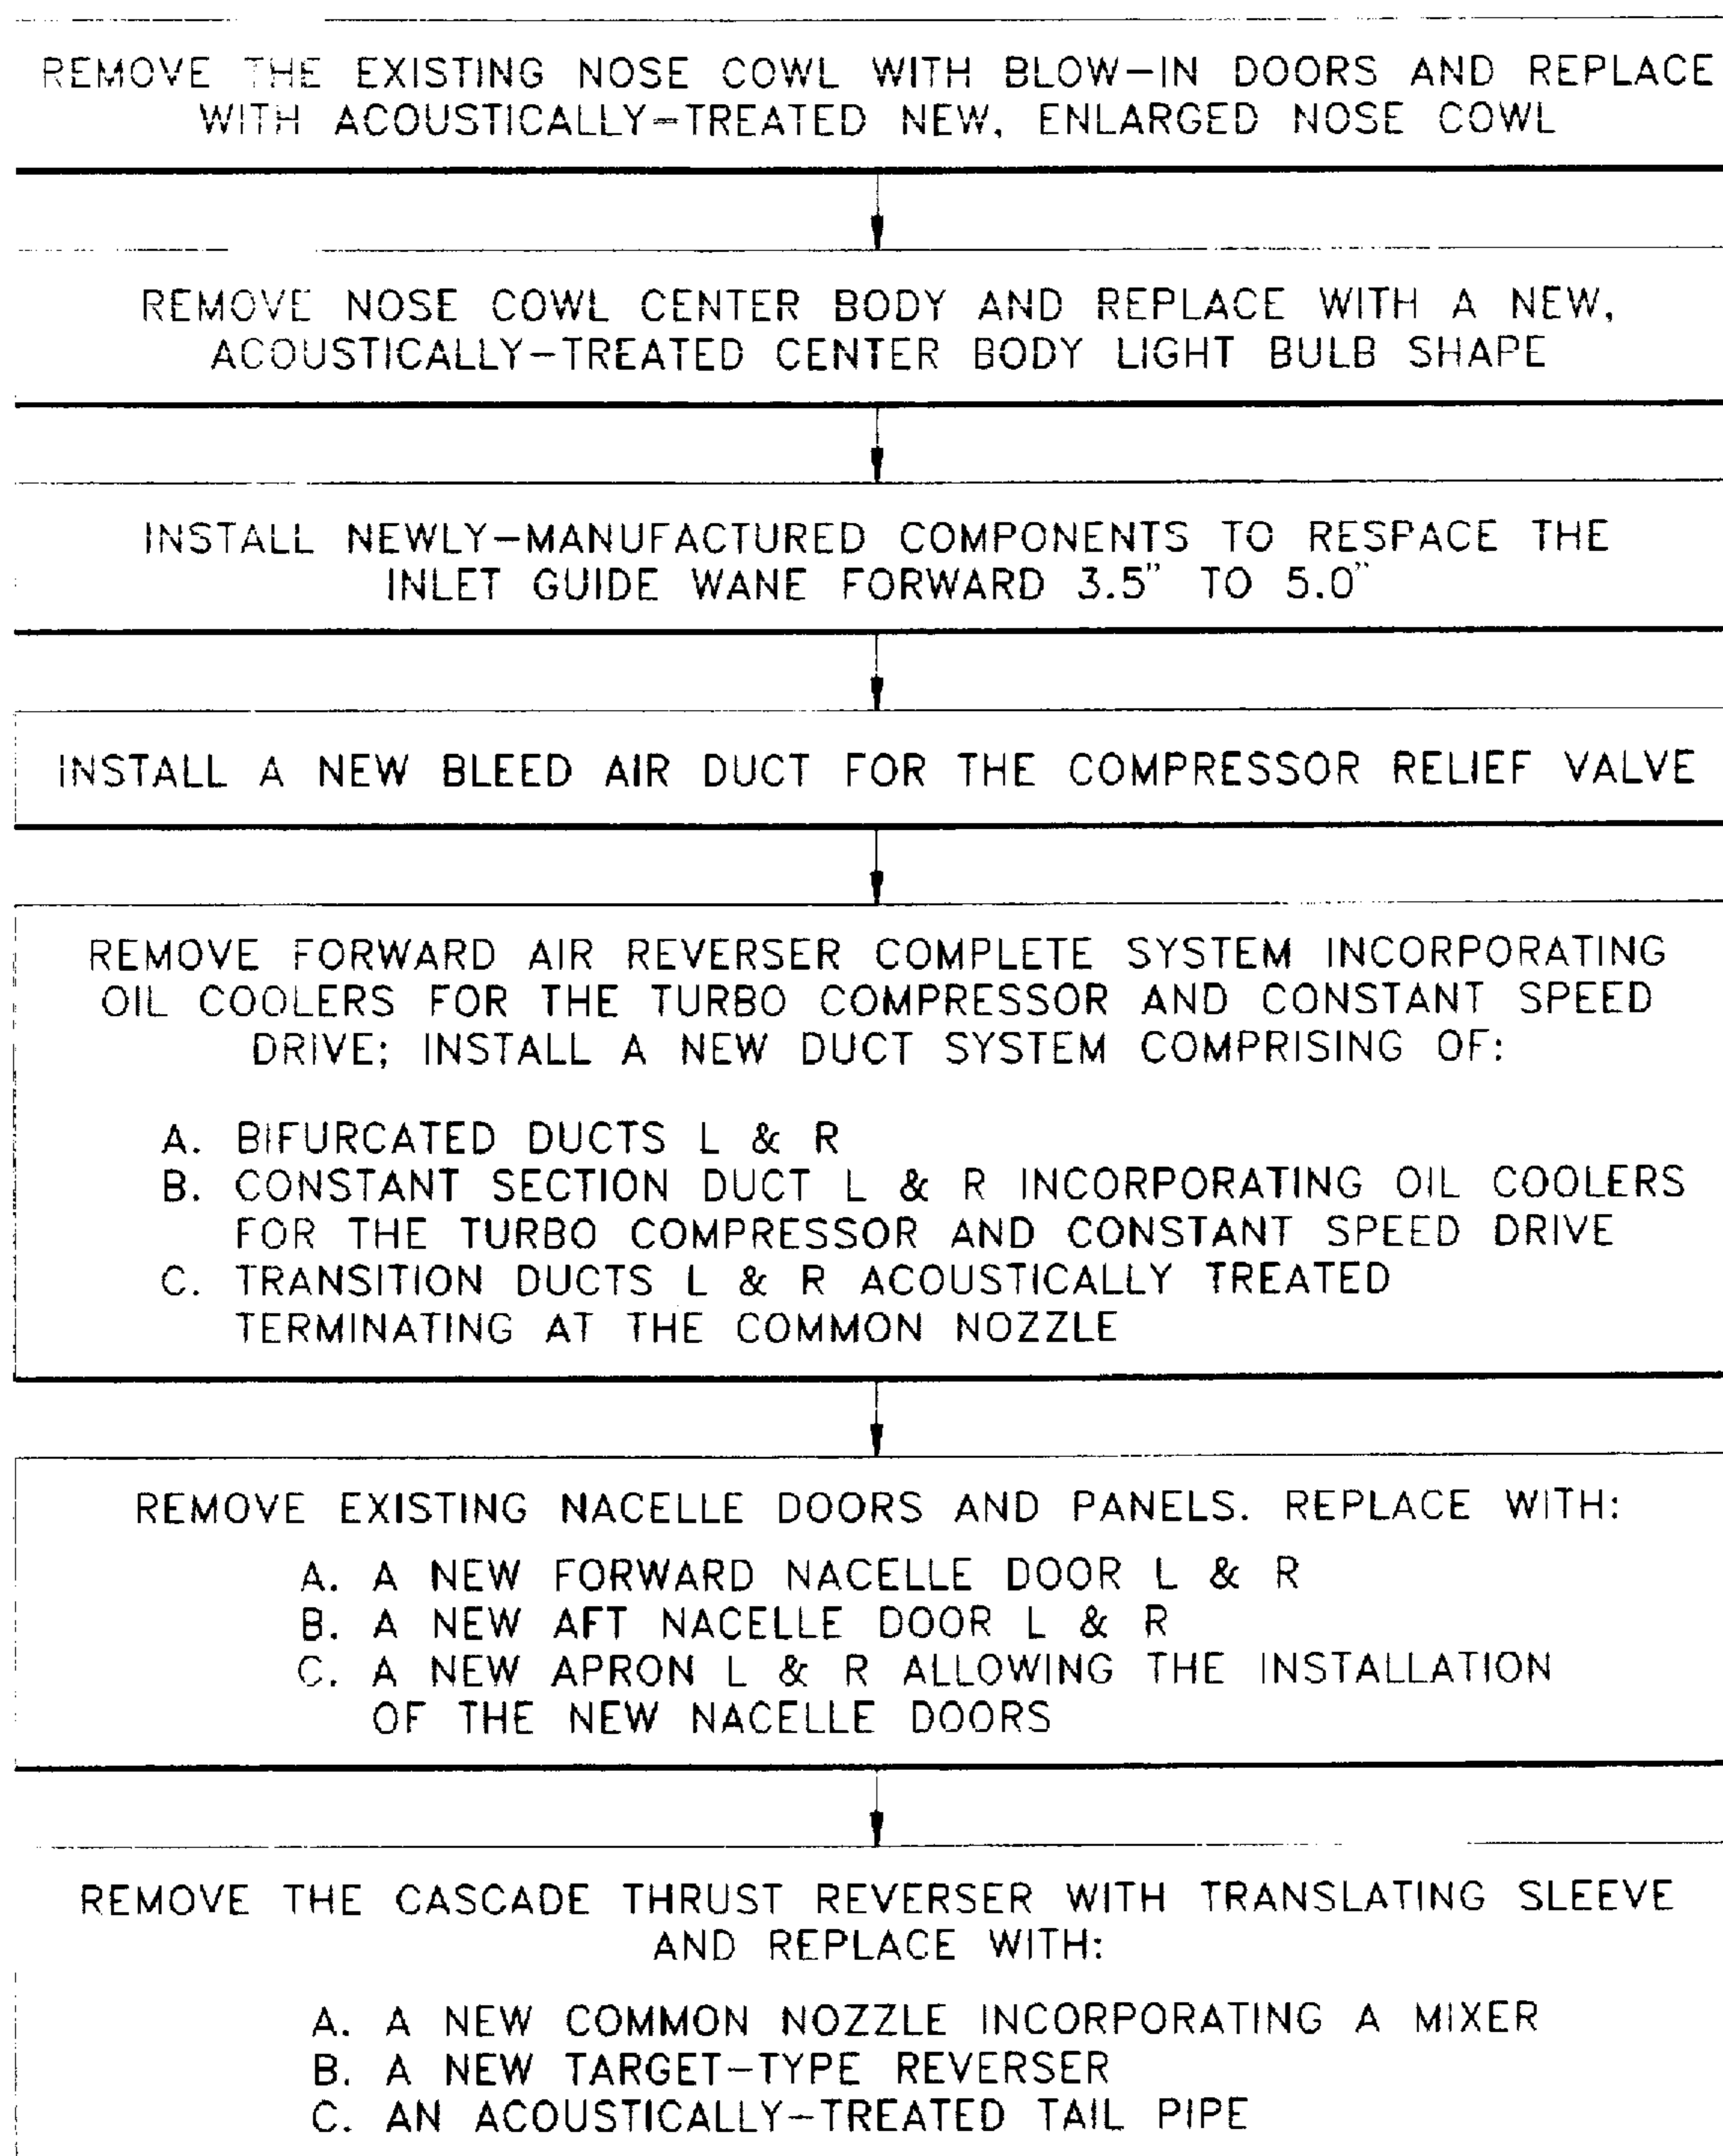 REMOVE THE EXISTING NOSE COWL WITH BLOW-IN DOORS AND REPLACE
WITH ACOUSTICALLY-TREATED NEW, ENLARGED NOSE COWL
REMOVE NOSE COWL CENTER BODY AND REPLACE WITH A NEW,
ACOUSTICALLY-TREATED CENTER BODY LIGHT BULB SHAPE
INSTALL NEWLY-MANUFACTURED COMPONENTS TO RESPACE THE
INLET GUIDE WANE FORWARD 3.5" TO 5.0"
INSTALL A NEW BLEED AIR DUCT FOR THE COMPRESSOR RELIEF VALVE
REMOVE FORWARD AIR REVERSER COMPLETE SYSTEM INCORPORATING
OIL COOLERS FOR THE TURBO COMPRESSOR AND CONSTANT SPEED
DRIVE; INSTALL A NEW DUCT SYSTEM COMPRISING OF:
A. BIFURCATED DUCTS L & R
B. CONSTANT SECTION DUCT L & R INCORPORATING OIL COOLERS
FOR THE TURBO COMPRESSOR AND CONSTANT SPEED DRIVE
C. TRANSITION DUCTS L & R ACOUSTICALLY TREATED
TERMINATING AT THE COMMON NOZZLE
REMOVE EXISTING NACELLE DOORS AND PANELS. REPLACE WITH:
A. A NEW FORWARD NACELLE DOOR L & R
B. A NEW AFT NACELLE DOOR L & R
C. A NEW APRON L & R ALLOWING THE INSTALLATION
OF THE NEW NACELLE DOORS
REMOVE THE CASCADE THRUST REVERSER WITH TRANSLATING SLEEVE
AND REPLACE WITH:
A. A NEW COMMON NOZZLE INCORPORATING A MIXER
B. A NEW TARGET-TYPE REVERSER
C. AN ACOUSTICALLY-TREATED TAIL PIPE